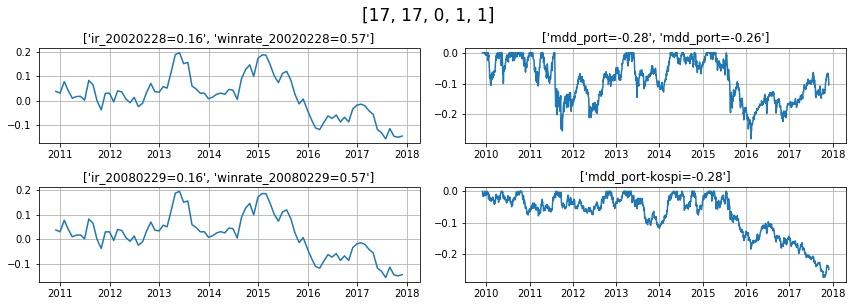 [17, 17, 0, 1, 1]
['ir_20020228=0.16', 'winrate_20020228=0.57']
0.2
0.1
0.0
−0.1
2011 2012 2013 2014 2015 2016 2017 2018
['mdd_port=-0.28', 'mdd_port=-0.26']
0.0
−0.1
−0.2
2010 2011 2012 2013 2014 2015 2016 2017 2018
['ir_20080229=0.16', 'winrate_20080229=0.57']
0.2
0.1
0.0
−0.1
2011 2012 2013 2014 2015 2016 2017 2018
['mdd_port-kospi=-0.28']
0.0
−0.1
−0.2
2010 2011 2012 2013 2014 2015 2016 2017 2018